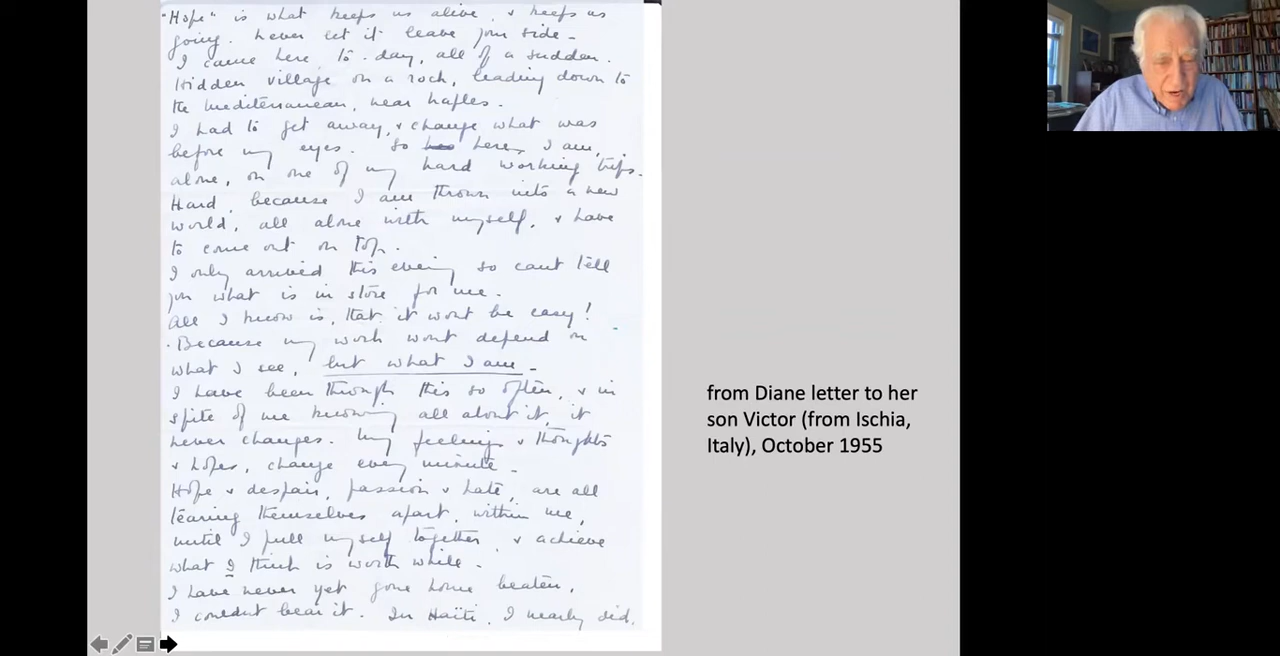 "Hope" is what keeps us alive, & keeps us
going. Never let it leave your side -
I came here to-day, all of a sudden.
Hidden village on a rock, leading down to
the mediterranean, near Naples.
I had to get away, & change what was
before my eyes. So here, I am,
alone, on one of my hard working trips.
Hard, because I am thrown into a new
world, all alone with myself, & have
to come out on top.
I only arrived this evening so cant tell
you what is in store for me.
All I know is, that it wont be easy!
Because my work wont depend on
what I see, but what I am -
I have been through this so often, & in
spite of me knowing all about it, it
never changes. My feelings & thoughts
& hopes, change every minute -
Hope & despair, passion & hate, are all
tearing themselves apart, within me,
until I pull myself together, & achieve
what I think is worth while -
I have never yet gone home beaten,
I couldnt bear it. In Haïti, I nearly did,
from Diane letter to her
son Victor (from Ischia,
Italy), October 1955